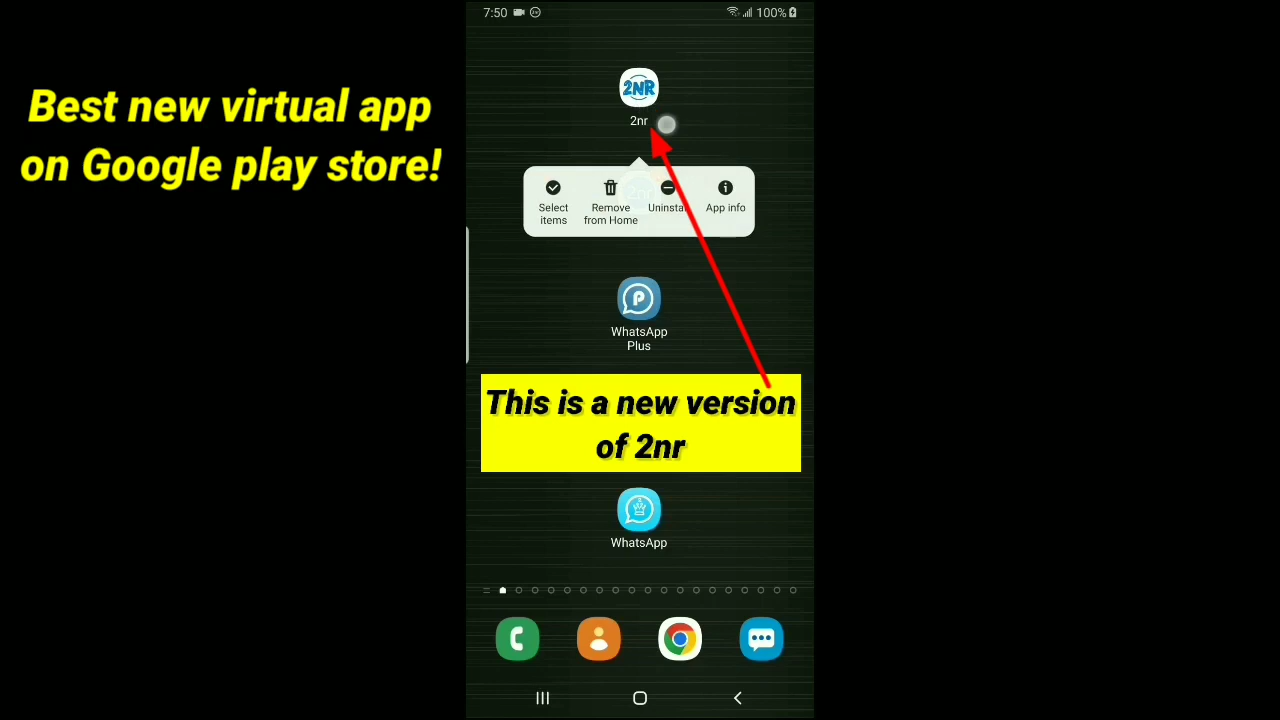 7:50
100%
Best new virtual app
on Google play store!
2NR
2nr
Select
items
Remove
from Home
Uninstal
App info
WhatsApp
Plus
This is a new version
of 2nr
WhatsApp